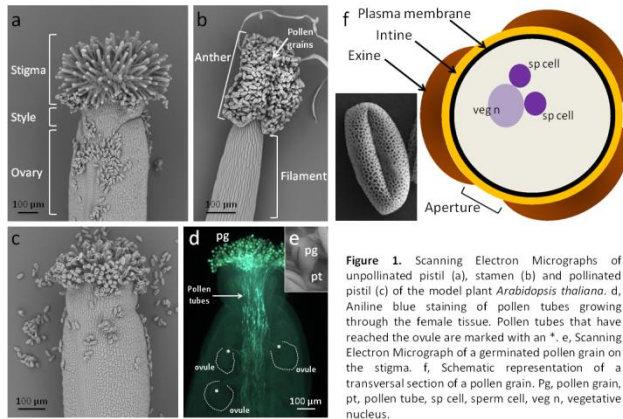 a
Stigma
Style
Ovary
100 µm
b
Anther
Pollen
grains
Filament
100 µm
c
100 µm
d
pg
Pollen
tubes
*
ovule
*
ovule
*
ovule
100 µm
e
pg
pt
f
Plasma membrane
Intine
Exine
sp cell
veg n
sp cell
Aperture
Figure 1. Scanning Electron Micrographs of
unpollinated pistil (a), stamen (b) and pollinated
pistil (c) of the model plant Arabidopsis thaliana. d,
Aniline blue staining of pollen tubes growing
through the female tissue. Pollen tubes that have
reached the ovule are marked with an *. e, Scanning
Electron Micrograph of a germinated pollen grain on
the stigma. f, Schematic representation of a
transversal section of a pollen grain. Pg, pollen grain,
pt, pollen tube, sp cell, sperm cell, veg n, vegetative
nucleus.